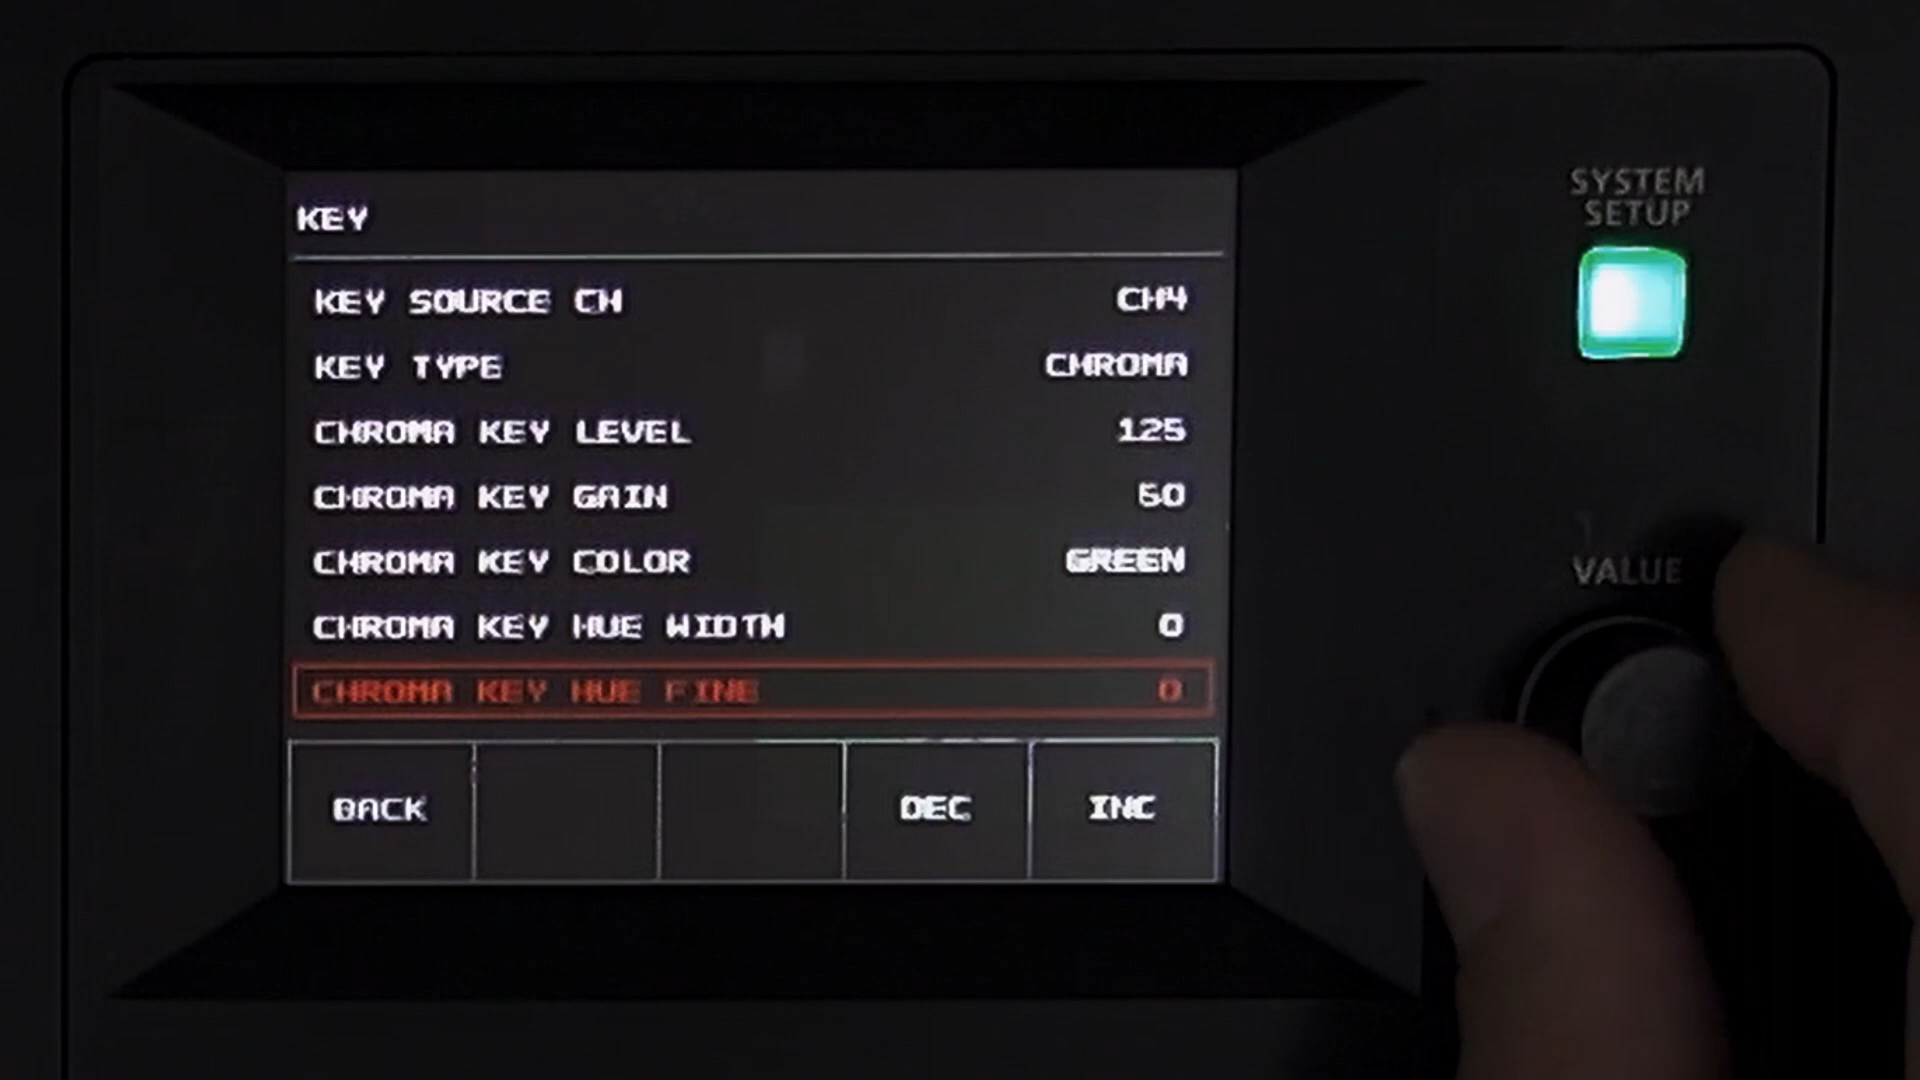 KEY
KEY SOURCE CH CH4
KEY TYPE CHROMA
CHROMA KEY LEVEL 125
CHROMA KEY GAIN 60
CHROMA KEY COLOR GREEN
CHROMA KEY HUE WIDTH 0
CHROMA KEY HUE FINE 0
BACK DEC INC
SYSTEM
SETUP
VALUE